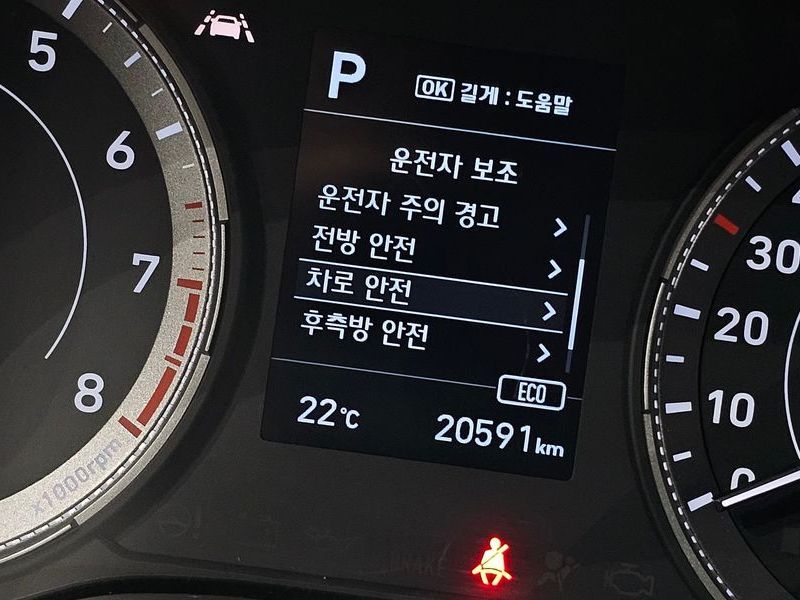 5
6
7
8
x1000rpm
P
OK 길게 : 도움말
운전자 보조
운전자 주의 경고
전방 안전
차로 안전
후측방 안전
ECO
22℃
20591km
30
20
10
0